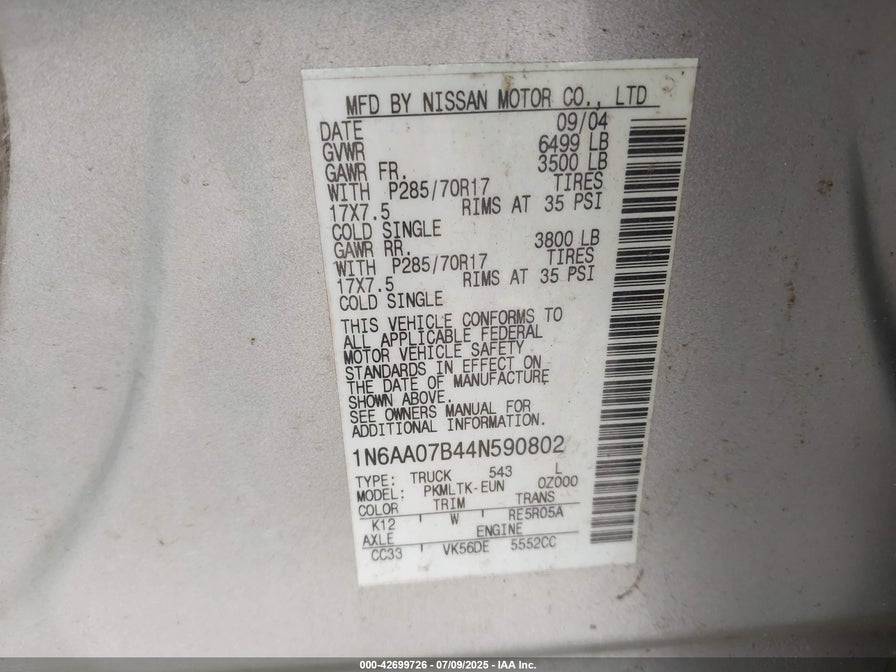 MFD BY NISSAN MOTOR CO., LTD
DATE 09/04
GVWR 6499 LB
GAWR FR. 3500 LB
WITH P285/70R17 TIRES
17X7.5 RIMS AT 35 PSI
COLD SINGLE
GAWR RR. 3800 LB
WITH P285/70R17 TIRES
17X7.5 RIMS AT 35 PSI
COLD SINGLE
THIS VEHICLE CONFORMS TO
ALL APPLICABLE FEDERAL
MOTOR VEHICLE SAFETY
STANDARDS IN EFFECT ON
THE DATE OF MANUFACTURE
SHOWN ABOVE.
SEE OWNERS MANUAL FOR
ADDITIONAL INFORMATION.
1N6AA07B44N590802
TYPE: TRUCK 543 L
MODEL: PKMLTK-EUN 0Z000
COLOR TRIM TRANS
K12 W RE5R05A
AXLE ENGINE
CC33 VK56DE 5552CC
000-42699726 - 07/09/2025 - IAA Inc.